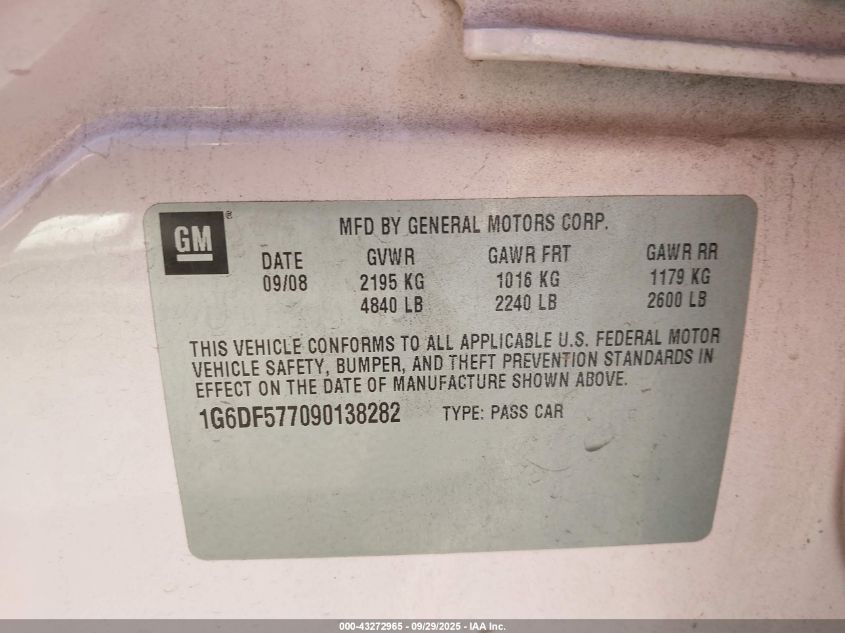 GM ®
MFD BY GENERAL MOTORS CORP.
DATE GVWR GAWR FRT GAWR RR
09/08 2195 KG 1016 KG 1179 KG
4840 LB 2240 LB 2600 LB
THIS VEHICLE CONFORMS TO ALL APPLICABLE U.S. FEDERAL MOTOR
VEHICLE SAFETY, BUMPER, AND THEFT PREVENTION STANDARDS IN
EFFECT ON THE DATE OF MANUFACTURE SHOWN ABOVE.
1G6DF577090138282 TYPE: PASS CAR
000-43272965 - 09/29/2025 - IAA Inc.